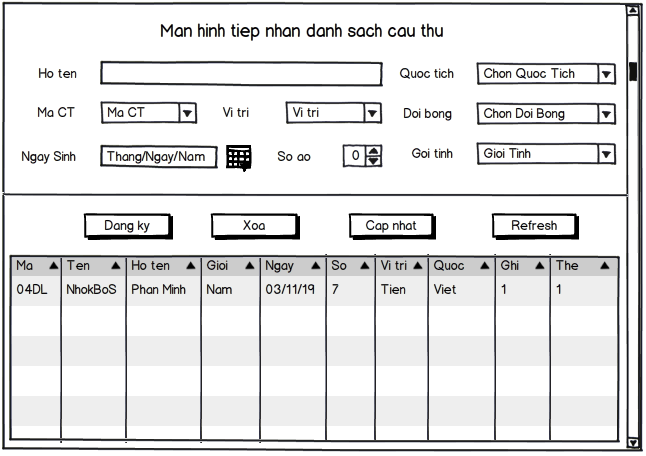 Man hinh tiep nhan danh sach cau thu
Ho ten Quoc tich Chon Quoc Tich
Ma CT Ma CT Vi tri Vi tri Doi bong Chon Doi Bong
Ngay Sinh Thang/Ngay/Nam So ao 0 Goi tinh Gioi Tinh
Dang ky Xoa Cap nhat Refresh
Ma Ten Ho ten Gioi Ngay So Vi tri Quoc Ghi The
04DL NhokBoS Phan Minh Nam 03/11/19 7 Tien Viet 1 1